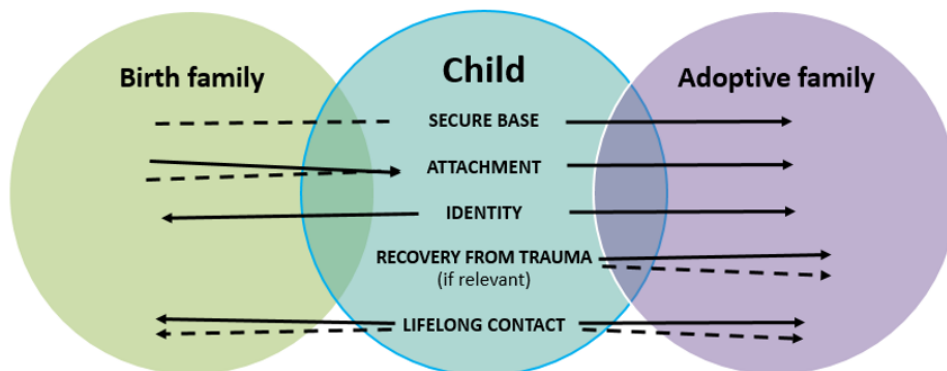 Birth family
Child
Adoptive family
SECURE BASE
ATTACHMENT
IDENTITY
RECOVERY FROM TRAUMA
(if relevant)
LIFELONG CONTACT